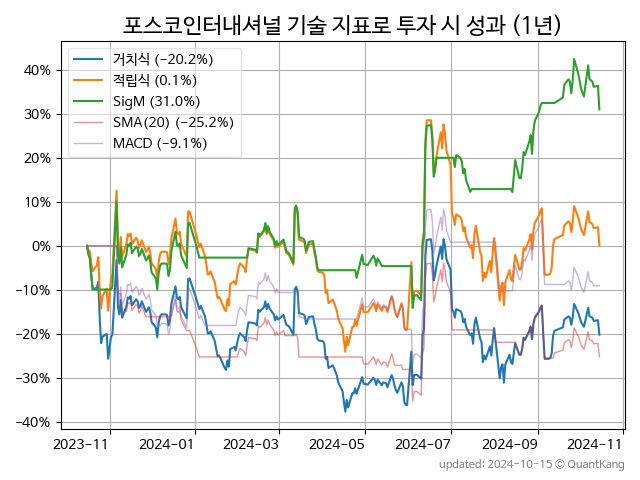 포스코인터내셔널 기술 지표로 투자 시 성과 (1년)
거치식 (−20.2%)
적립식 (0.1%)
SigM (31.0%)
SMA(20) (−25.2%)
MACD (−9.1%)
40%
30%
20%
10%
0%
−10%
−20%
−30%
−40%
2023−11 2024−01 2024−03 2024−05 2024−07 2024−09 2024−11
updated: 2024-10-15 © QuantKang